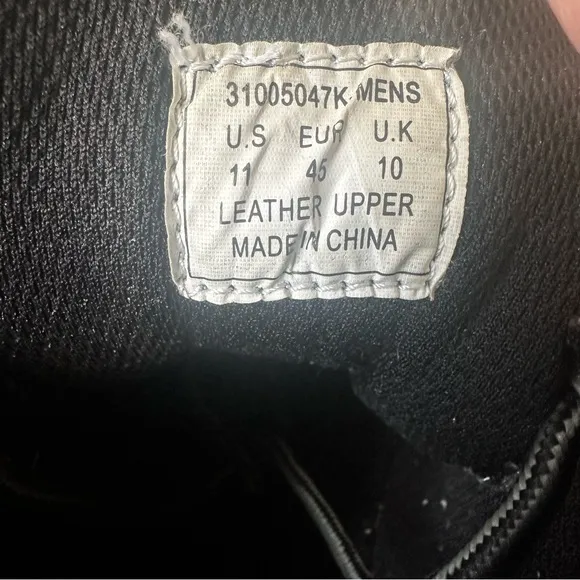 31005047K MENS
U.S EUR U.K
11 45 10
LEATHER UPPER
MADE IN CHINA